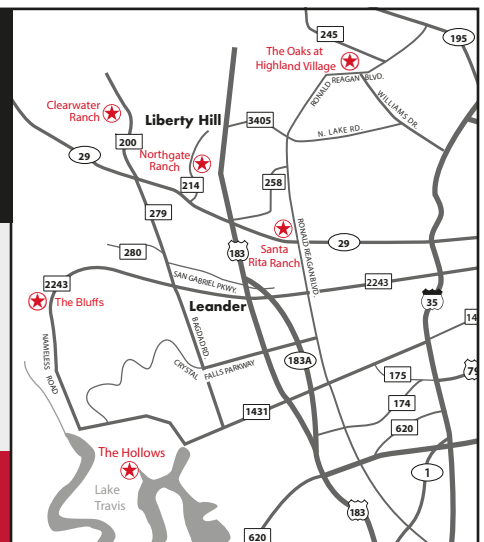 245
195
The Oaks at
Highland Village
RONALD REAGAN BLVD.
WILLIAMS DR.
Clearwater
Ranch
Liberty Hill
3405
N. LAKE RD.
200
29
Northgate
Ranch
214
258
279
RONALD REAGAN BLVD.
Santa
Rita Ranch
29
280
183
SAN GABRIEL PKWY.
2243
2243
The Bluffs
Leander
35
14
NAMELESS ROAD
BAGDAD RD.
CRYSTAL FALLS PARKWAY
183A
175
79
174
1431
620
The Hollows
1
Lake
Travis
183
620